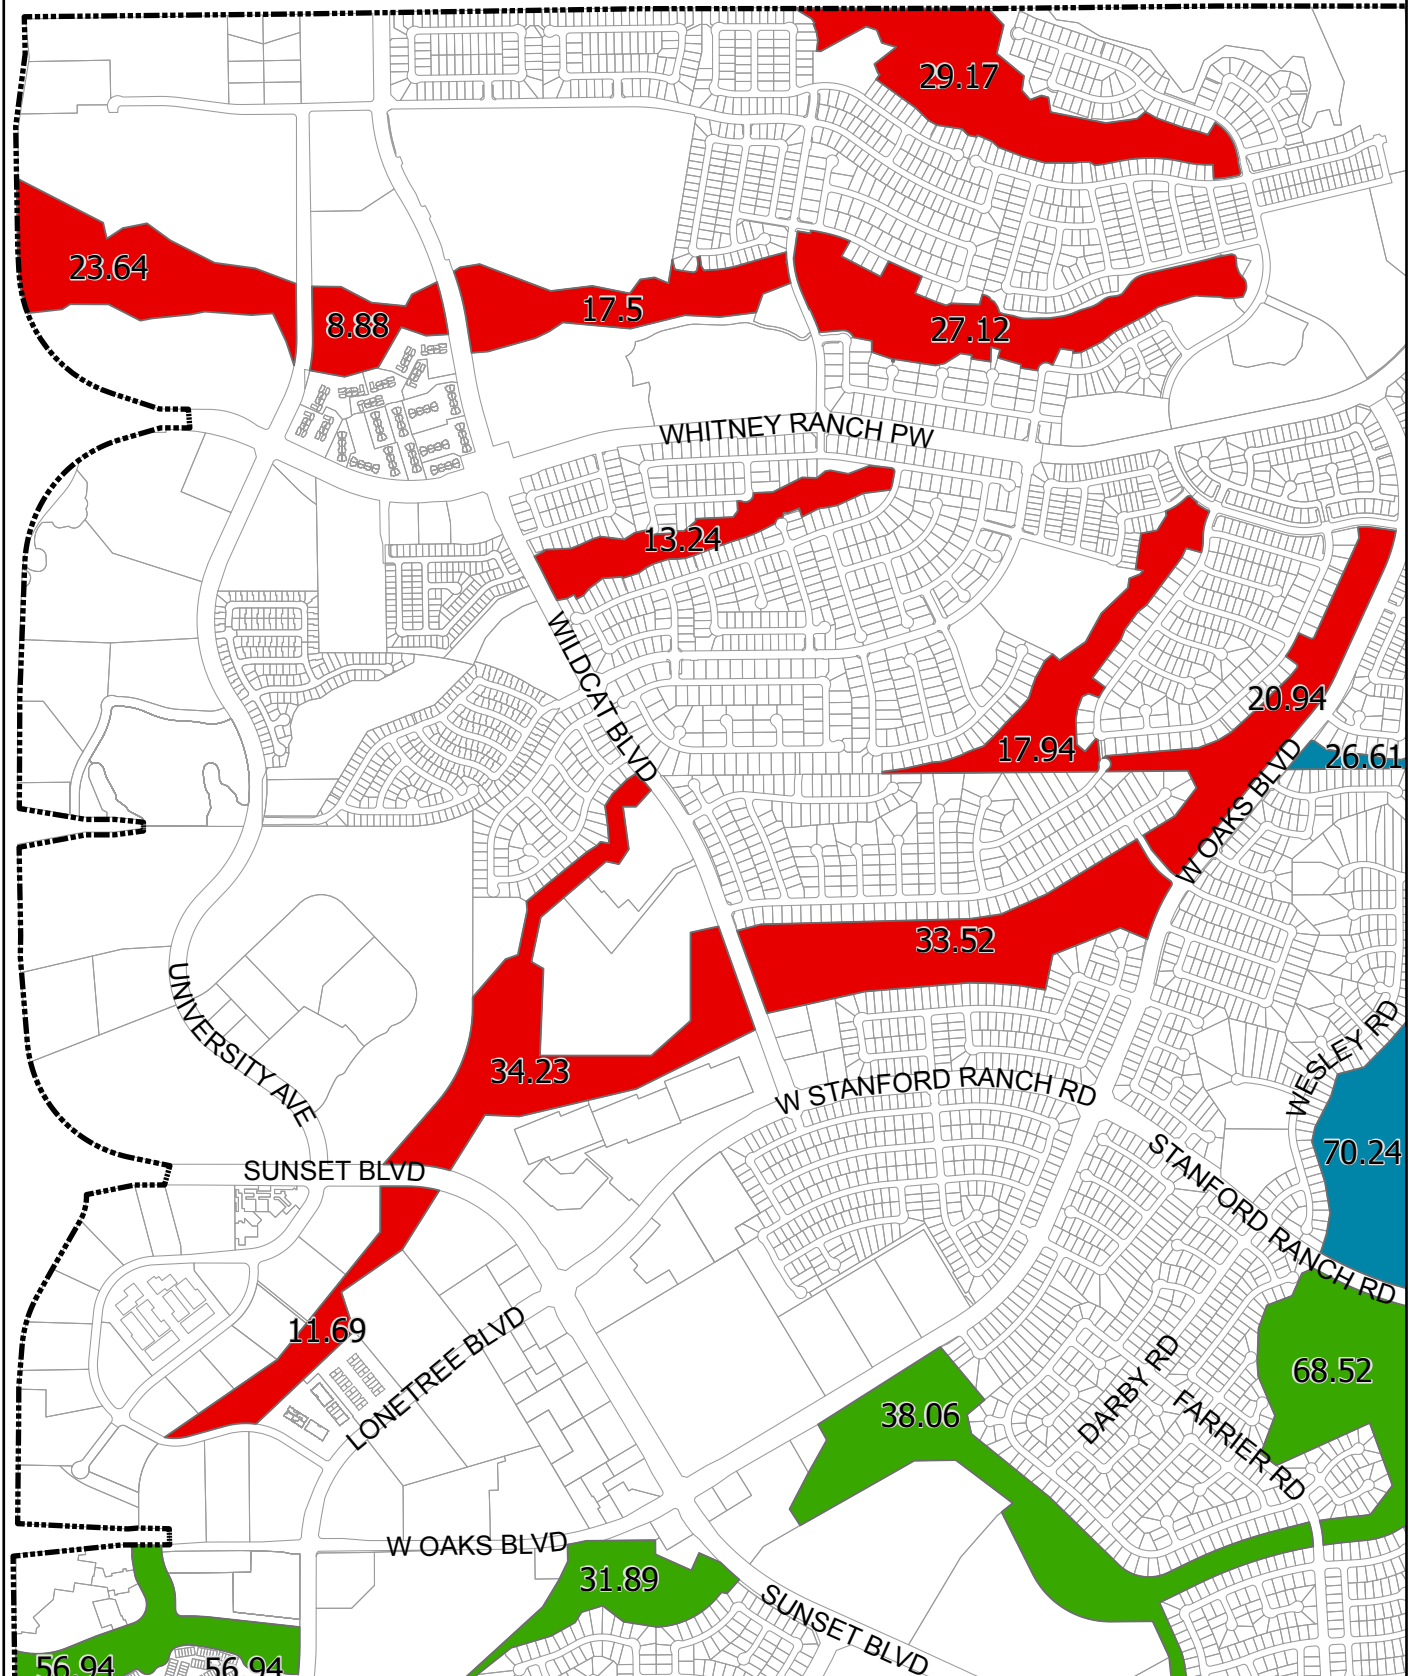 29.17
23.64
8.88
17.5
27.12
WHITNEY RANCH PW
13.24
WILDCAT BLVD
20.94
17.94
26.61
W OAKS BLVD
33.52
UNIVERSITY AVE
WESLEY RD
34.23
W STANFORD RANCH RD
70.24
STANFORD RANCH RD
SUNSET BLVD
11.69
LONETREE BLVD
68.52
DARBY RD
38.06
FARRIER RD
W OAKS BLVD
31.89
SUNSET BLVD
56.94
56.94